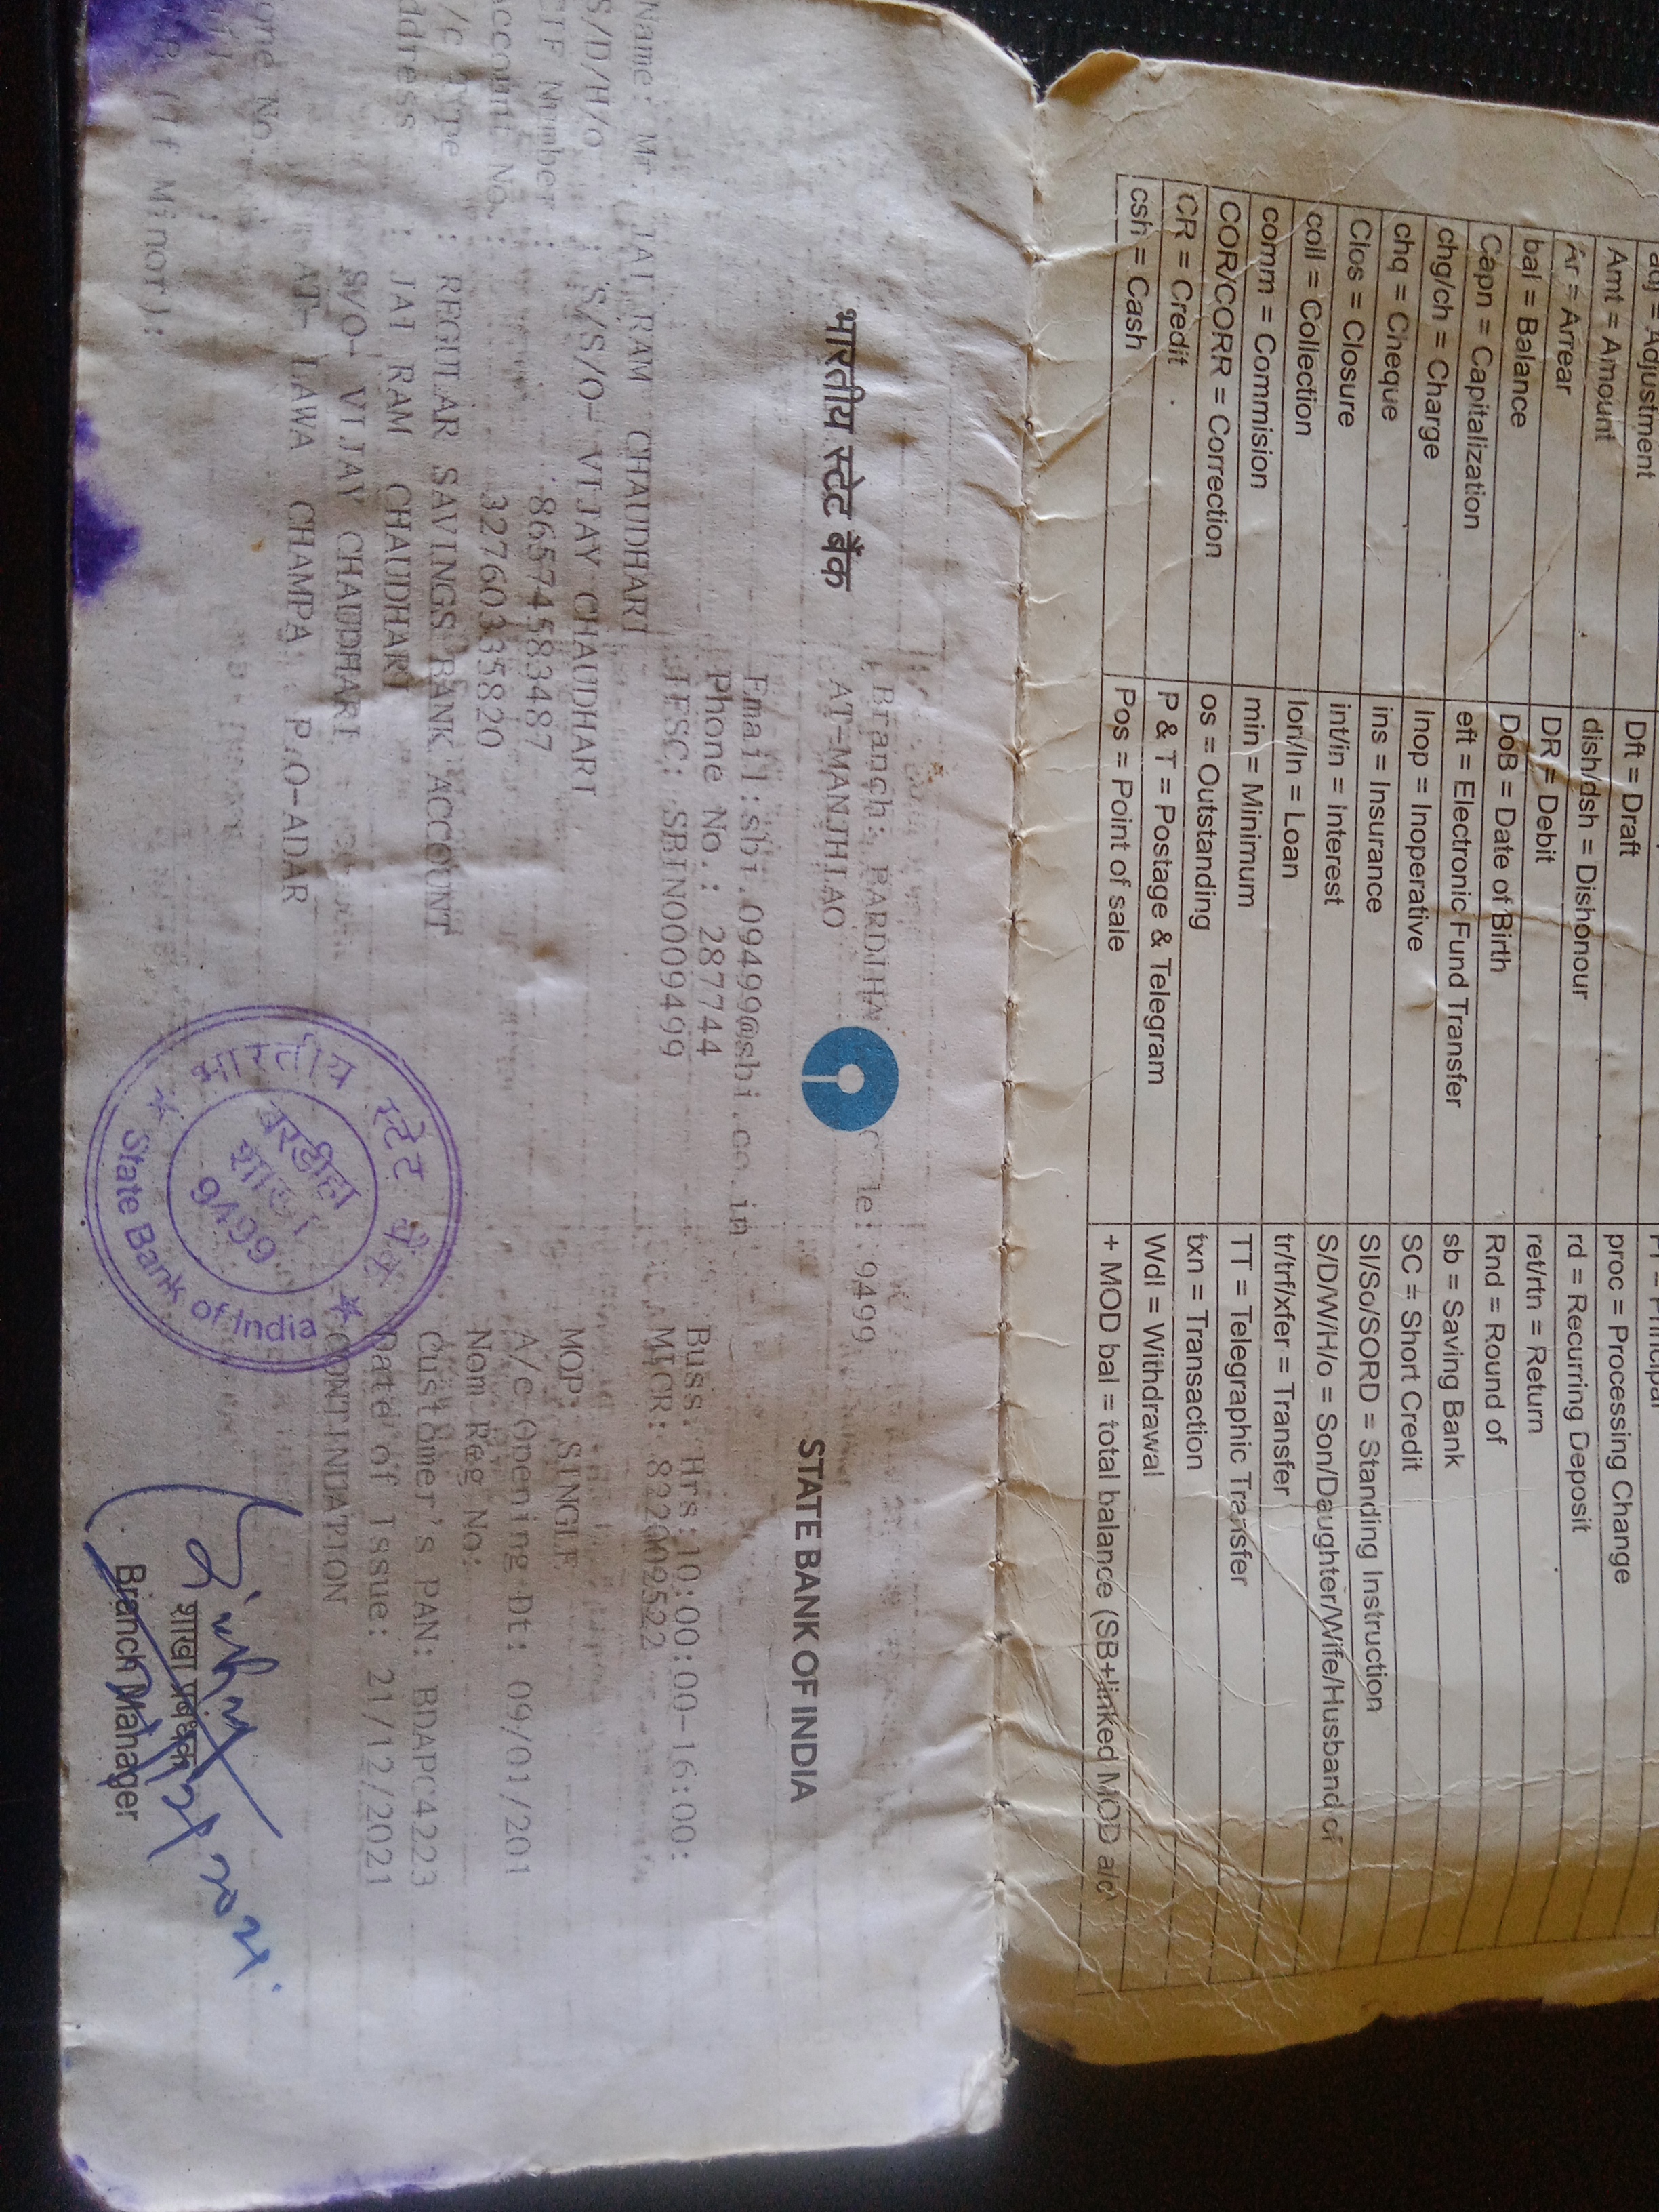 adj = Adjustment
Amt = Amount
Ar = Arrear
bal = Balance
Capn = Capitalization
chg/ch = Charge
chq = Cheque
Clos = Closure
coll = Collection
comm = Commision
COR/CORR = Correction
CR = Credit
csh = Cash
Dft = Draft
dish/dsh = Dishonour
DR = Debit
DoB = Date of Birth
eft = Electronic Fund Transfer
Inop = Inoperative
ins = Insurance
int/in = Interest
lon/ln = Loan
min = Minimum
os = Outstanding
P & T = Postage & Telegram
Pos = Point of sale
proc = Processing Change
rd = Recurring Deposit
ret/rtn = Return
Rnd = Round of
sb = Saving Bank
SC = Short Credit
SI/So/SORD = Standing Instruction
S/D/W/H/o = Son/Daughter/Wife/Husband of
tr/trf/xfer = Transfer
TT = Telegraphic Transfer
txn = Transaction
Wdl = Withdrawal
+ MOD bal = total balance (SB+linked MOD a/c)
Branch: BARDIHA
:9499
भारतीय स्टेट बैंक
AT-MANJHIAO
STATE BANK OF INDIA
Email:sbi.09499@sbi.co.in
Phone No.: 287744
Buss. Hrs:10:00:00-16:00:
IFSC: SBIN0009499
MICR: 822002522
Name: Mr. JAI RAM CHAUDHARI
S/D/H/o : S/S/O- VIJAY CHAUDHARI
MOP: SINGLE
CIF Number : 86574583487
A/c Opening Dt: 09/01/201
Account No.: 32760335820
Nom Reg No:
/c Type : REGULAR SAVINGS BANK ACCOUNT
Customer's PAN: BDAPC4223
ddress : JAI RAM CHAUDHARI
Date of Issue: 21/12/2021
S/O- VIJAY CHAUDHARI
CONTINUATION
AT- LAWA CHAMPA, P.O-ADAR
one No.
(if Minor):
भारतीय स्टेट बैंक
बरडीहा
शाखा
9499
State Bank of India
शाखा प्रबंधक
Branch Manager